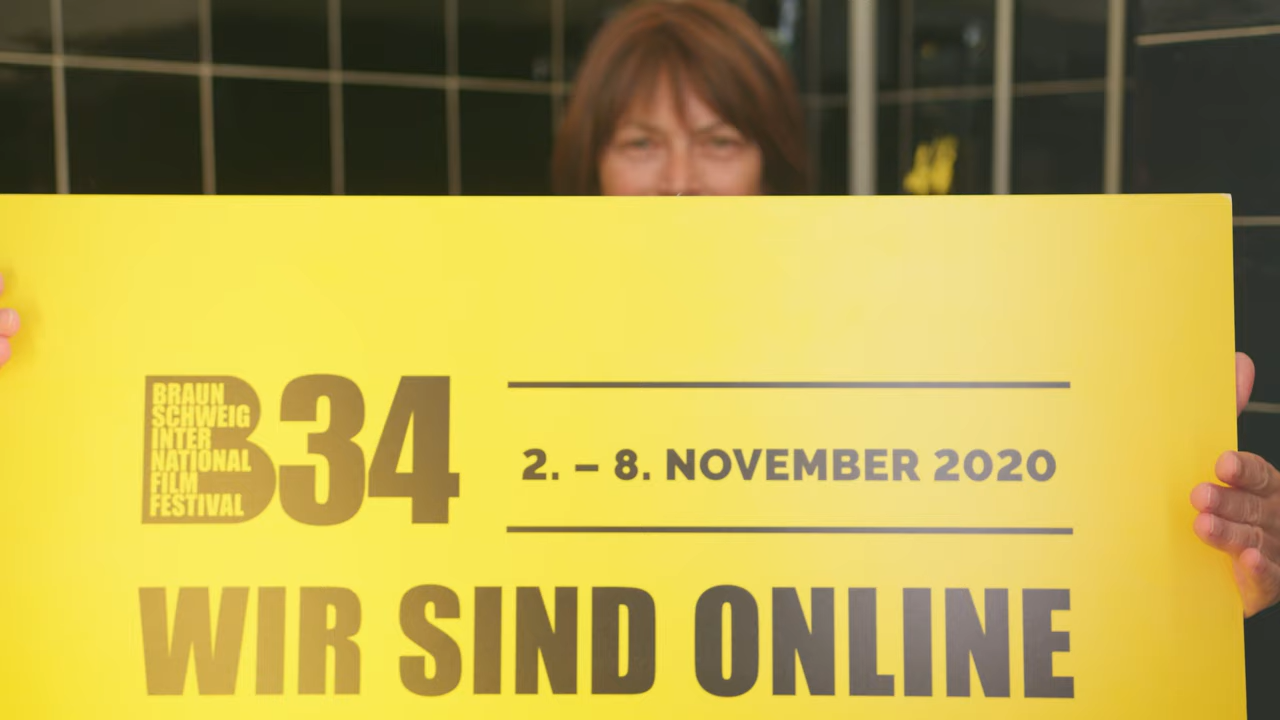 BRAUN
SCHWEIG
INTER
NATIONAL
FILM
FESTIVAL
B34
2. – 8. NOVEMBER 2020
WIR SIND ONLINE